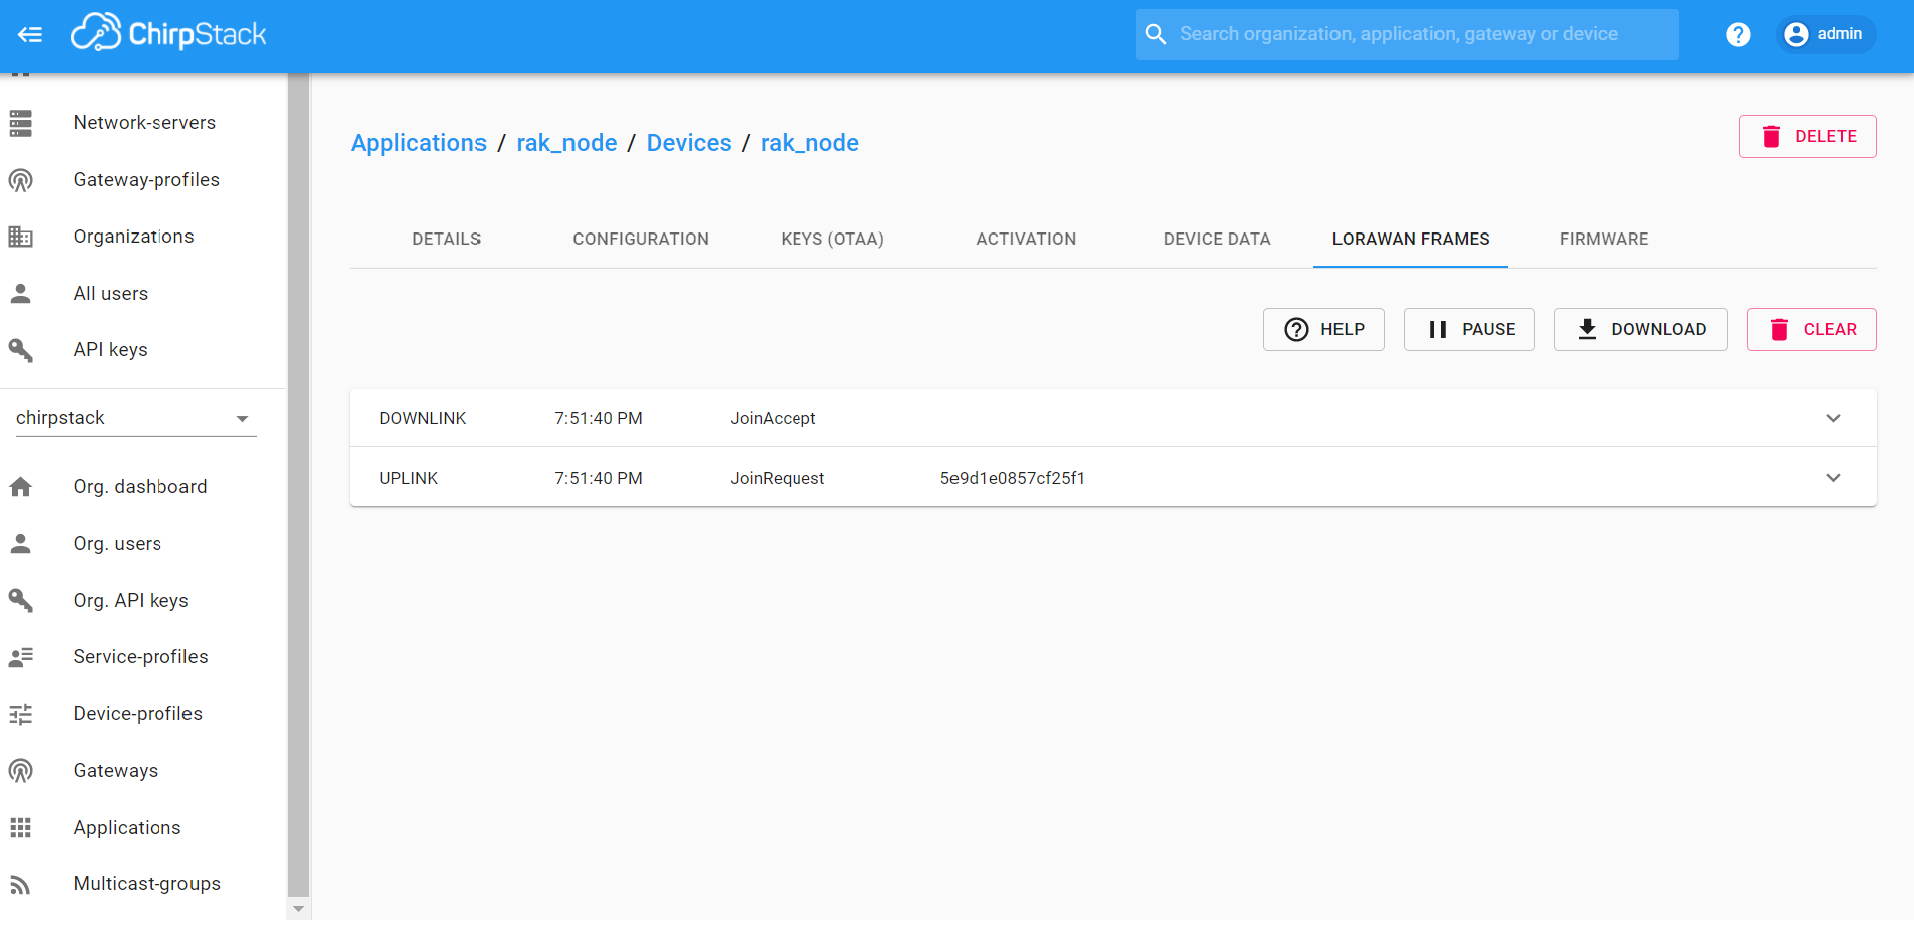 ChirpStack
Search organization, application, gateway or device
?
admin
Network-servers
Gateway-profiles
Organizations
All users
API keys
chirpstack
Org. dashboard
Org. users
Org. API keys
Service-profiles
Device-profiles
Gateways
Applications
Multicast-groups
Applications / rak_node / Devices / rak_node
DELETE
DETAILS CONFIGURATION KEYS (OTAA) ACTIVATION DEVICE DATA LORAWAN FRAMES FIRMWARE
HELP PAUSE DOWNLOAD CLEAR
DOWNLINK 7:51:40 PM JoinAccept
UPLINK 7:51:40 PM JoinRequest 5e9d1e0857cf25f1